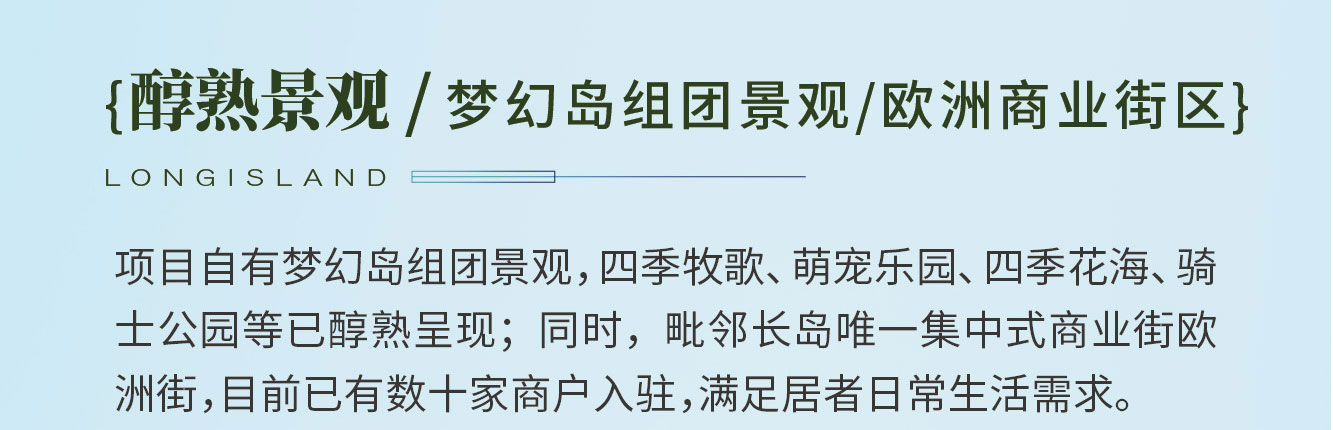 {醇熟景观/梦幻岛组团景观/欧洲商业街区}
LONGISLAND
项目自有梦幻岛组团景观，四季牧歌、萌宠乐园、四季花海、骑
士公园等已醇熟呈现；同时，毗邻长岛唯一集中式商业街欧
洲街，目前已有数十家商户入驻，满足居者日常生活需求。